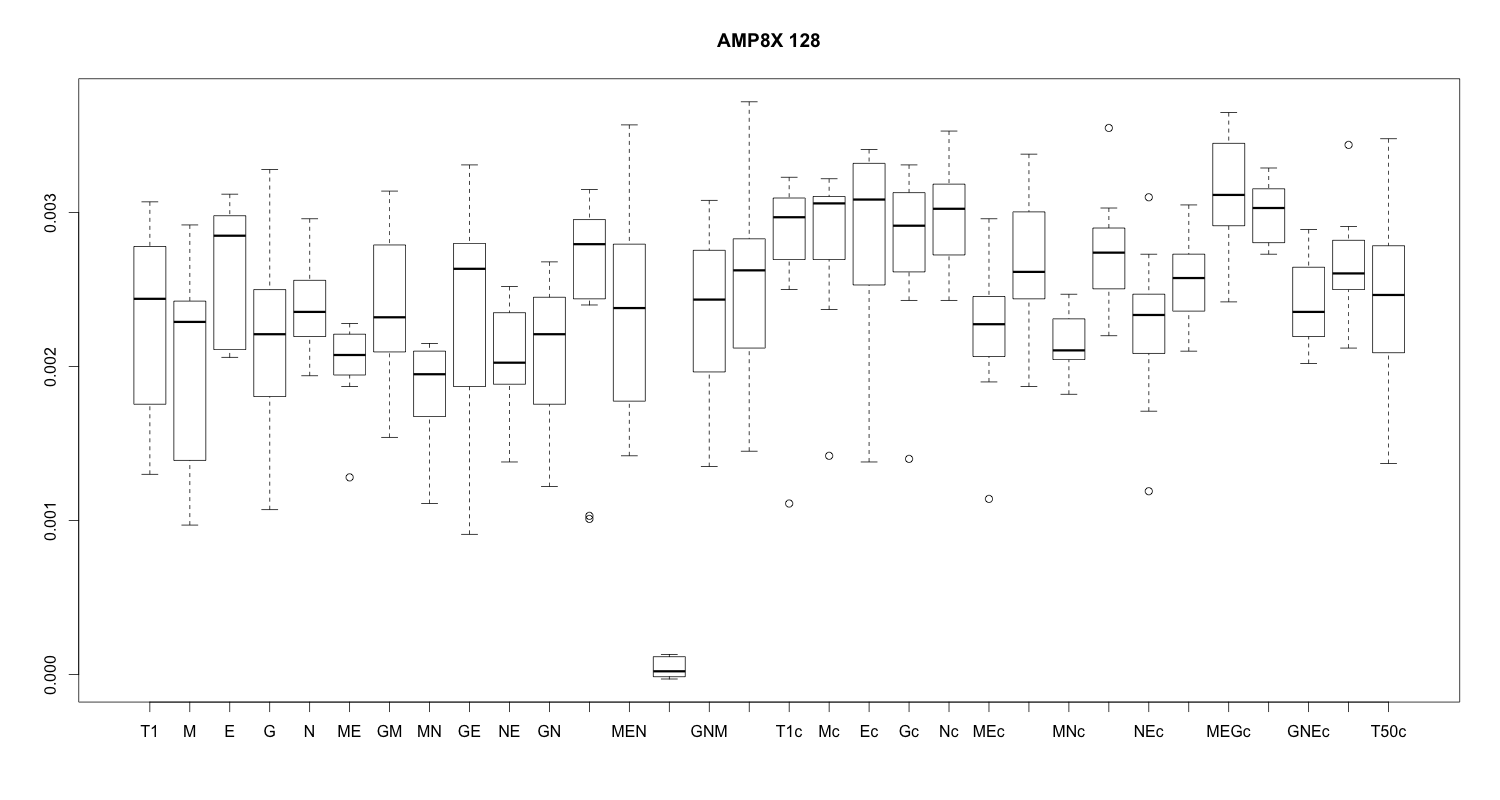 AMP8X 128
0.003
0.002
0.001
0.000
T1 M E G N ME GM MN GE NE GN MEN GNM T1c Mc Ec Gc Nc MEc MNc NEc MEGc GNEc T50c